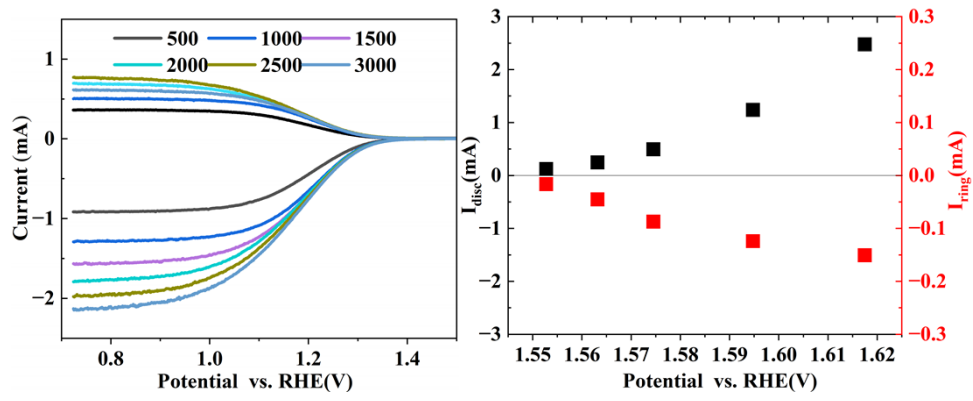 500 1000 1500
2000 2500 3000
1
0
−1
−2
Current (mA)
0.8 1.0 1.2 1.4
Potential vs. RHE(V)
3
2
1
0
−1
−2
−3
I_disc(mA)
0.3
0.2
0.1
0.0
−0.1
−0.2
−0.3
I_ring(mA)
1.55 1.56 1.57 1.58 1.59 1.60 1.61 1.62
Potential vs. RHE(V)